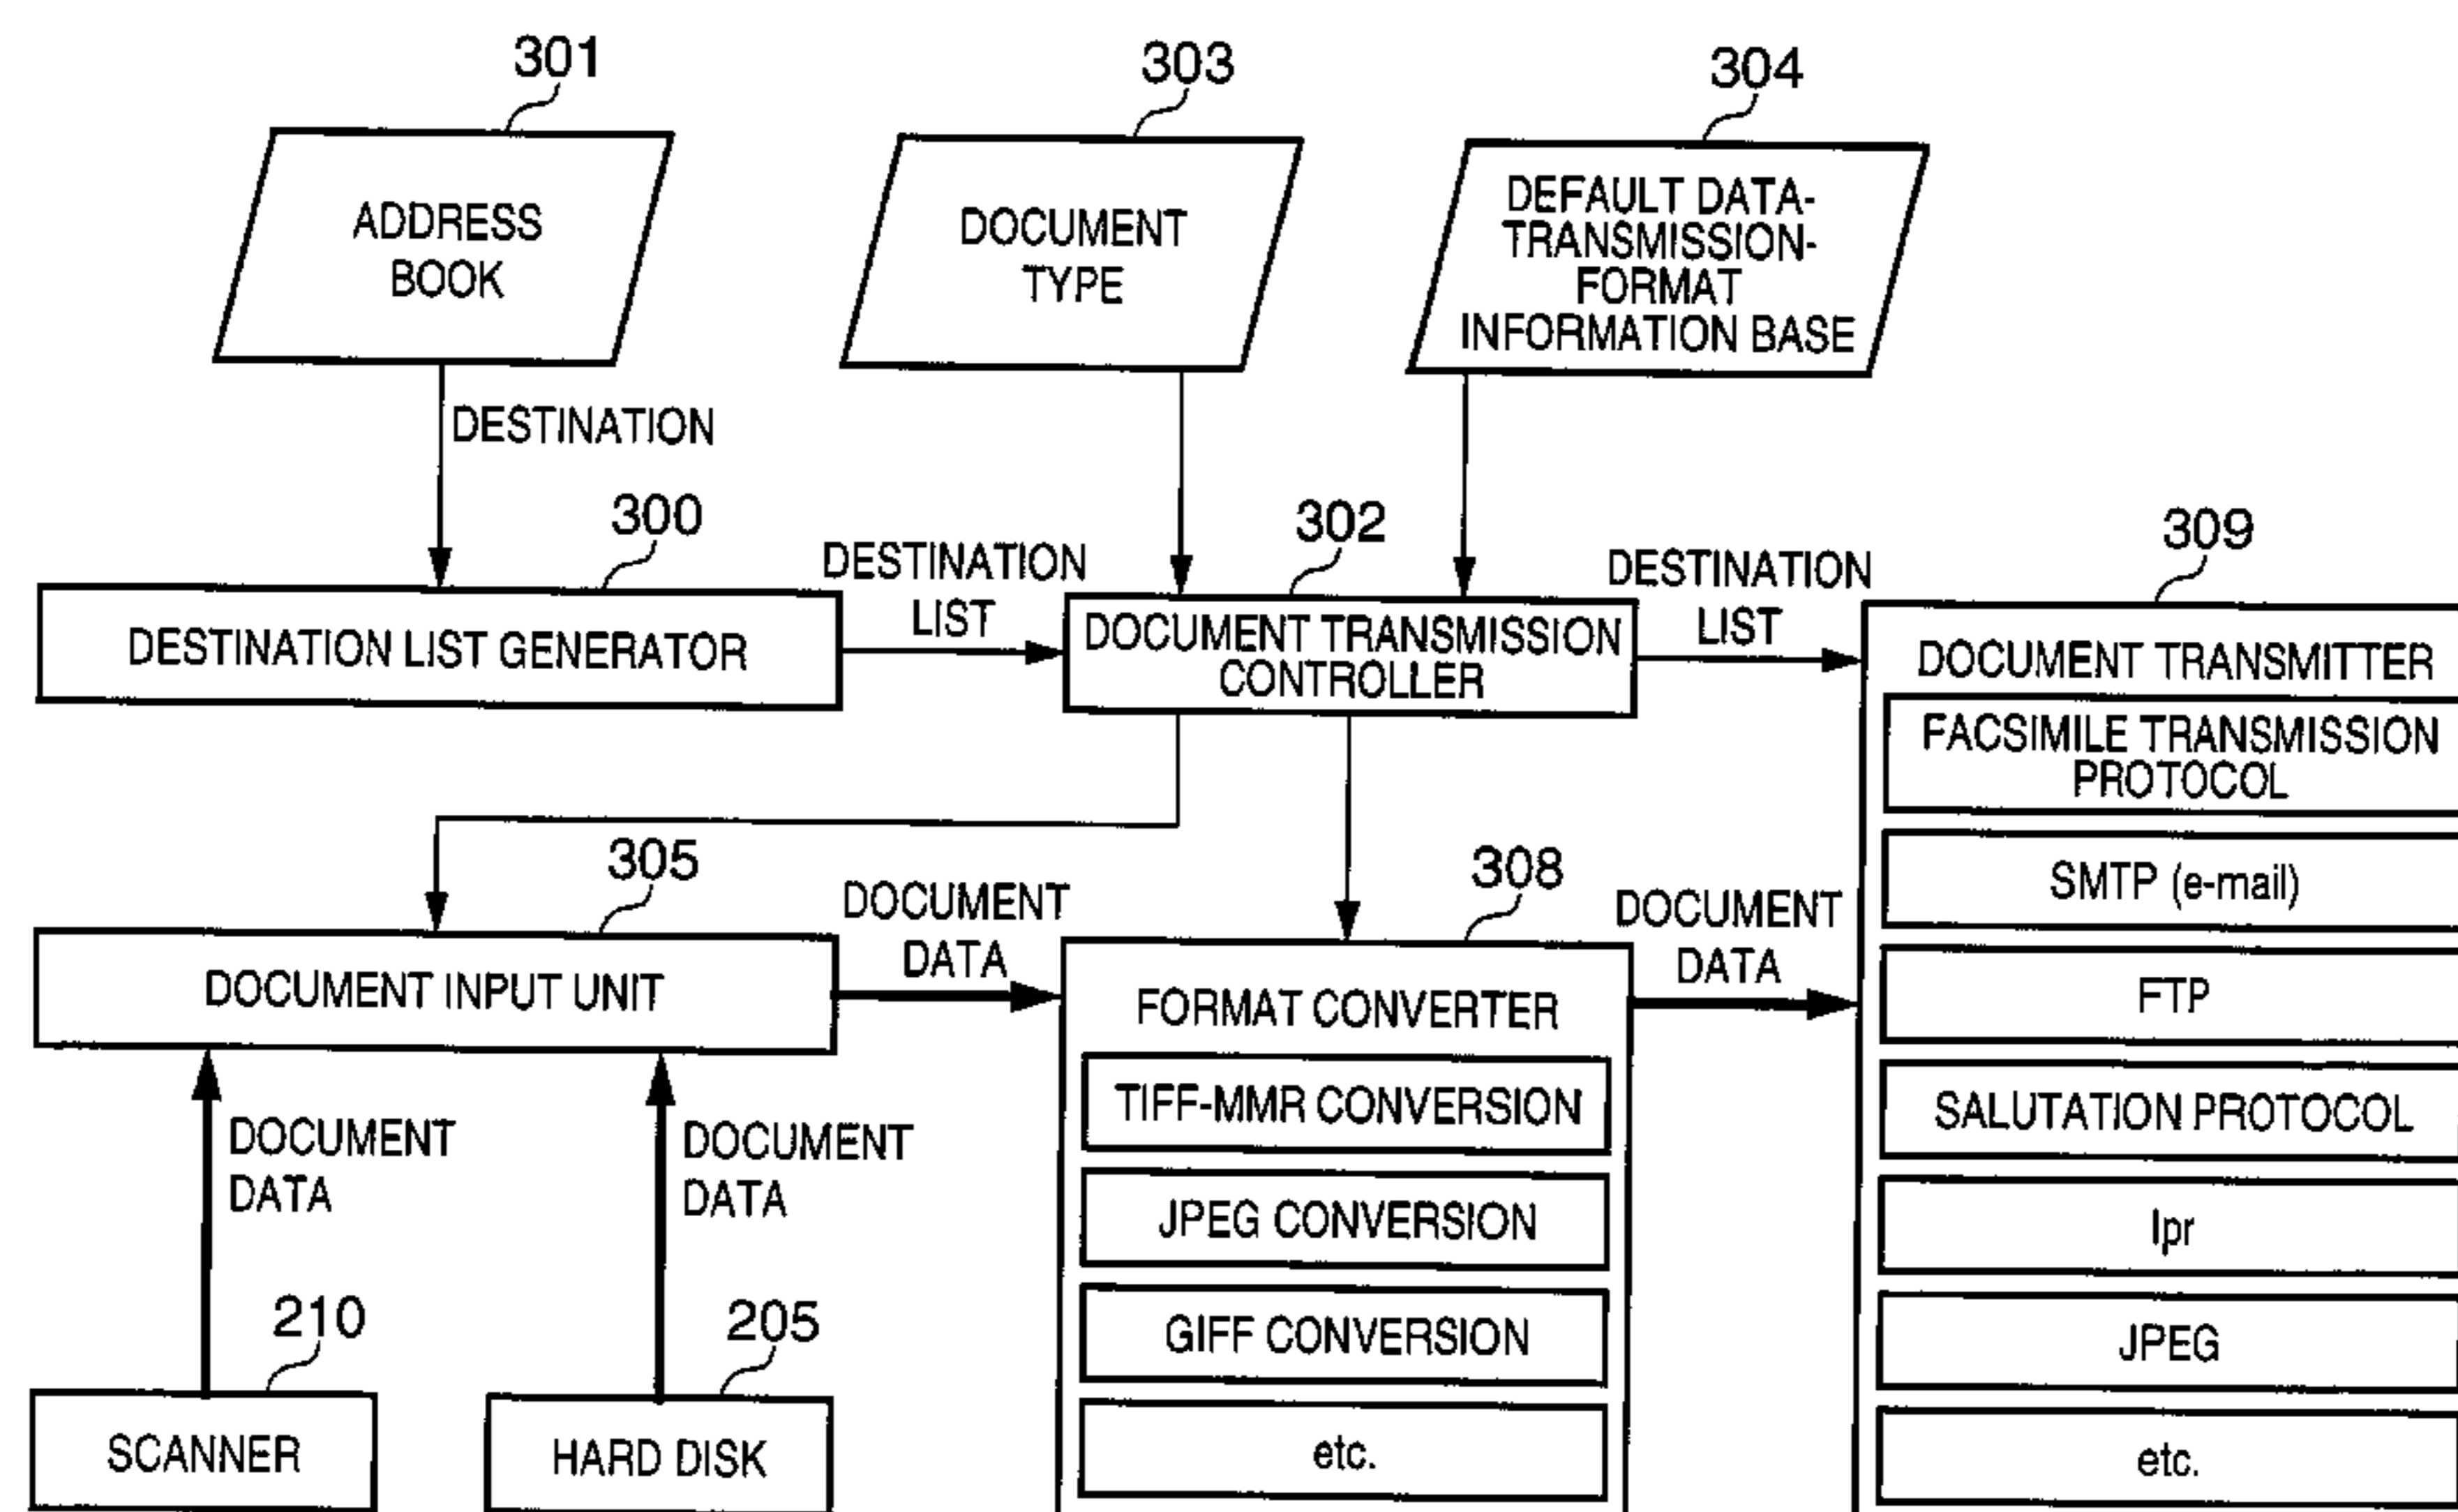 301
303
304
ADDRESS
BOOK
DOCUMENT
TYPE
DEFAULT DATA-
TRANSMISSION-
FORMAT
INFORMATION BASE
DESTINATION
300
302
309
DESTINATION
LIST
DESTINATION
LIST
DESTINATION LIST GENERATOR
DOCUMENT TRANSMISSION
CONTROLLER
DOCUMENT TRANSMITTER
FACSIMILE TRANSMISSION
PROTOCOL
SMTP (e-mail)
FTP
SALUTATION PROTOCOL
lpr
JPEG
etc.
305
308
DOCUMENT
DATA
DOCUMENT
DATA
DOCUMENT INPUT UNIT
FORMAT CONVERTER
TIFF-MMR CONVERSION
JPEG CONVERSION
GIFF CONVERSION
etc.
DOCUMENT
DATA
DOCUMENT
DATA
210
205
SCANNER
HARD DISK